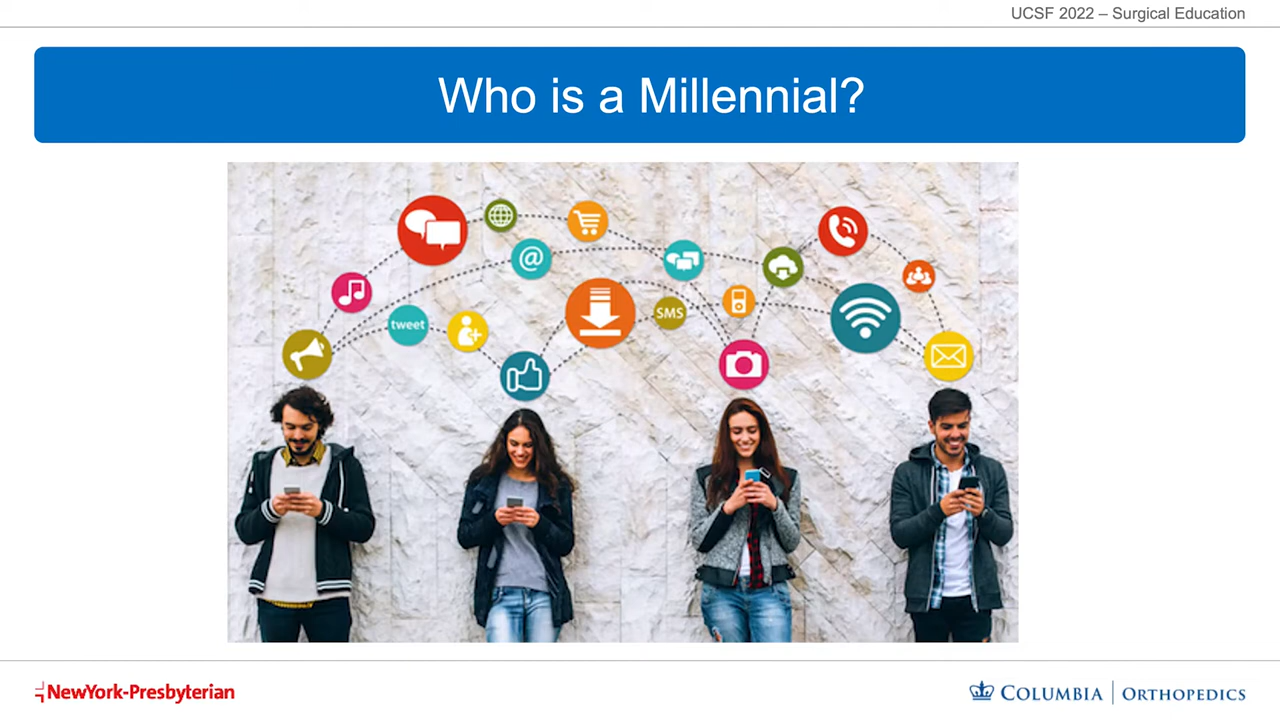 UCSF 2022 – Surgical Education
Who is a Millennial?
@
tweet
SMS
NewYork-Presbyterian
COLUMBIA | ORTHOPEDICS